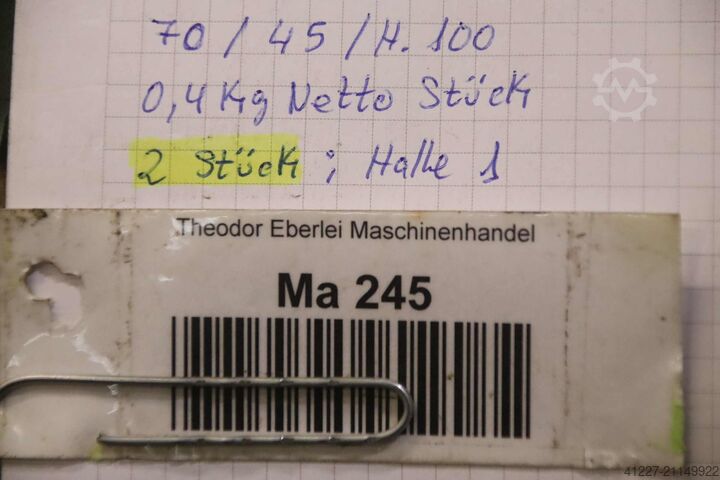 70 / 45 / H. 100
0,4 Kg Netto Stück
2 Stück ; Halle 1
Theodor Eberlei Maschinenhandel
Ma 245
41227-21149922